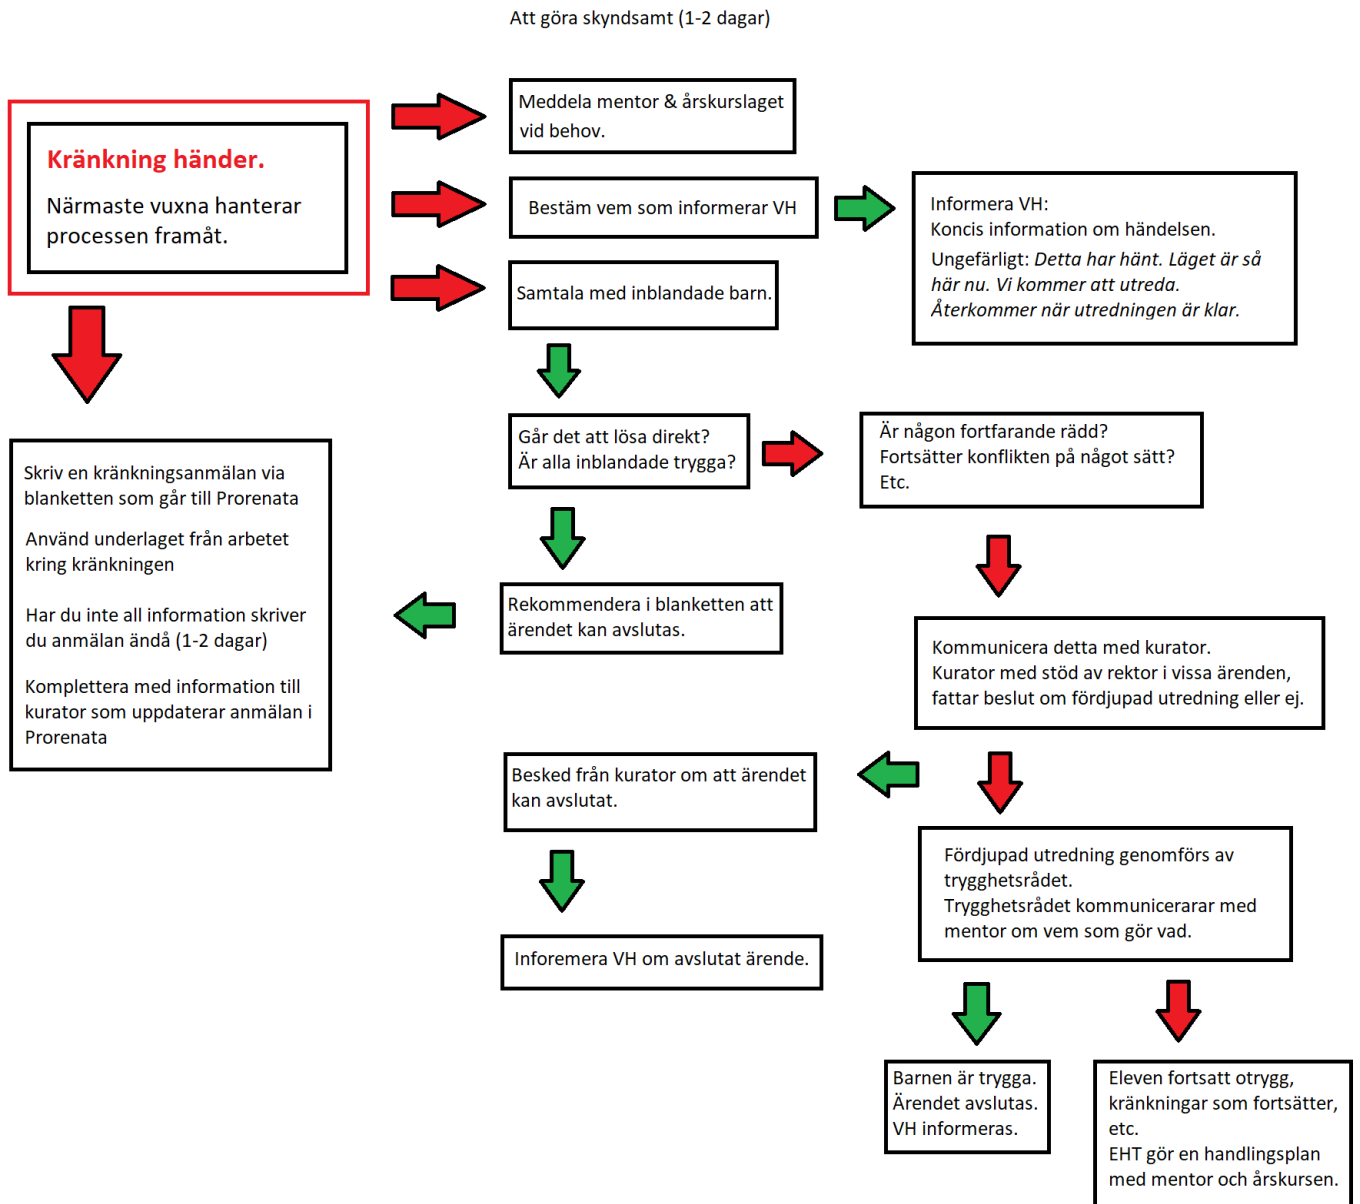 Att göra skyndsamt (1-2 dagar)
Kränkning händer.
Närmaste vuxna hanterar
processen framåt.
Meddela mentor & årskurslaget
vid behov.
Bestäm vem som informerar VH
Informera VH:
Koncis information om händelsen.
Ungefärligt: Detta har hänt. Läget är så
här nu. Vi kommer att utreda.
Återkommer när utredningen är klar.
Samtala med inblandade barn.
Går det att lösa direkt?
Är alla inblandade trygga?
Är någon fortfarande rädd?
Fortsätter konflikten på något sätt?
Etc.
Skriv en kränkningsanmälan via
blanketten som går till Prorenata
Använd underlaget från arbetet
kring kränkningen
Har du inte all information skriver
du anmälan ändå (1-2 dagar)
Komplettera med information till
kurator som uppdaterar anmälan i
Prorenata
Rekommendera i blanketten att
ärendet kan avslutas.
Kommunicera detta med kurator.
Kurator med stöd av rektor i vissa ärenden,
fattar beslut om fördjupad utredning eller ej.
Besked från kurator om att ärendet
kan avslutat.
Fördjupad utredning genomförs av
trygghetsrådet.
Trygghetsrådet kommunicerarar med
mentor om vem som gör vad.
Inforemera VH om avslutat ärende.
Barnen är trygga.
Ärendet avslutas.
VH informeras.
Eleven fortsatt otrygg,
kränkningar som fortsätter,
etc.
EHT gör en handlingsplan
med mentor och årskursen.